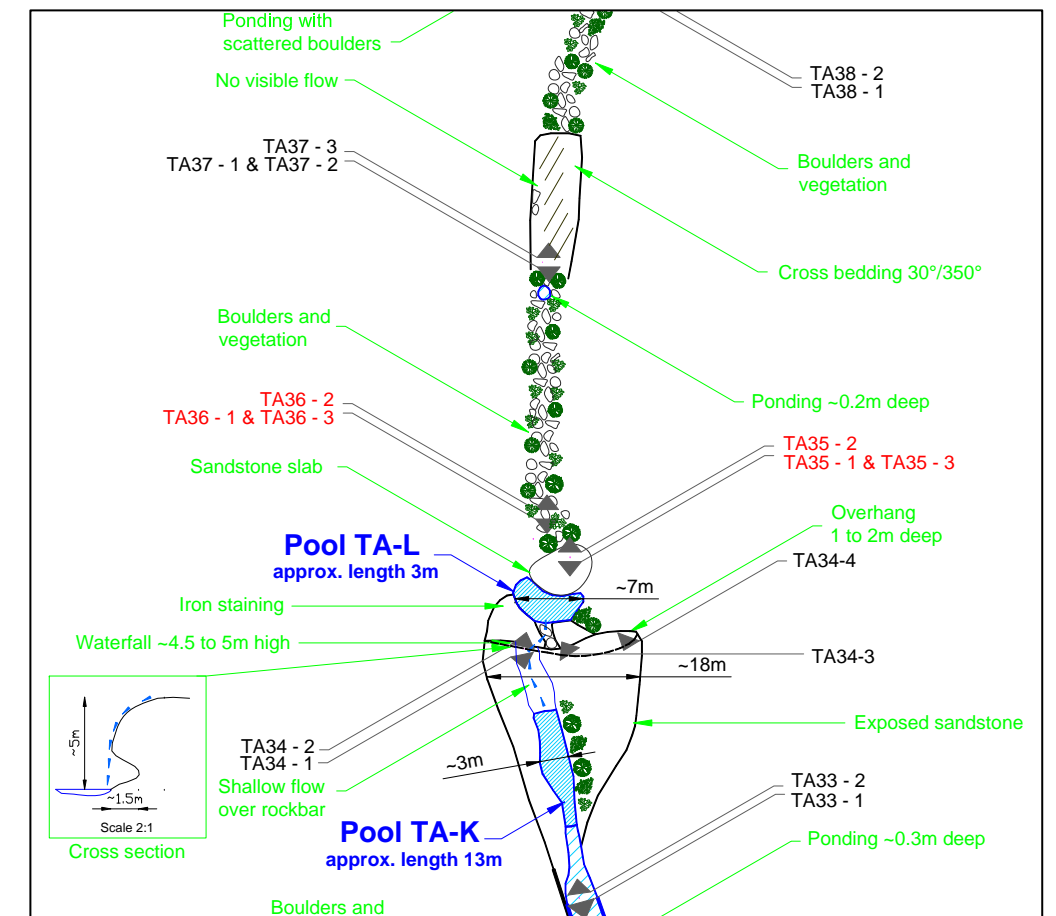 Ponding with
scattered boulders
No visible flow
TA38 - 2
TA38 - 1
TA37 - 3
TA37 - 1 & TA37 - 2
Boulders and
vegetation
Cross bedding 30°/350°
Boulders and
vegetation
Ponding ~0.2m deep
TA36 - 2
TA36 - 1 & TA36 - 3
TA35 - 2
TA35 - 1 & TA35 - 3
Sandstone slab
Overhang
1 to 2m deep
Pool TA-L
approx. length 3m
TA34-4
~7m
Iron staining
Waterfall ~4.5 to 5m high
TA34-3
~18m
~5m
~1.5m
Scale 2:1
Cross section
Exposed sandstone
TA34 - 2
TA34 - 1
~3m
Shallow flow
over rockbar
TA33 - 2
TA33 - 1
Pool TA-K
approx. length 13m
Ponding ~0.3m deep
Boulders and